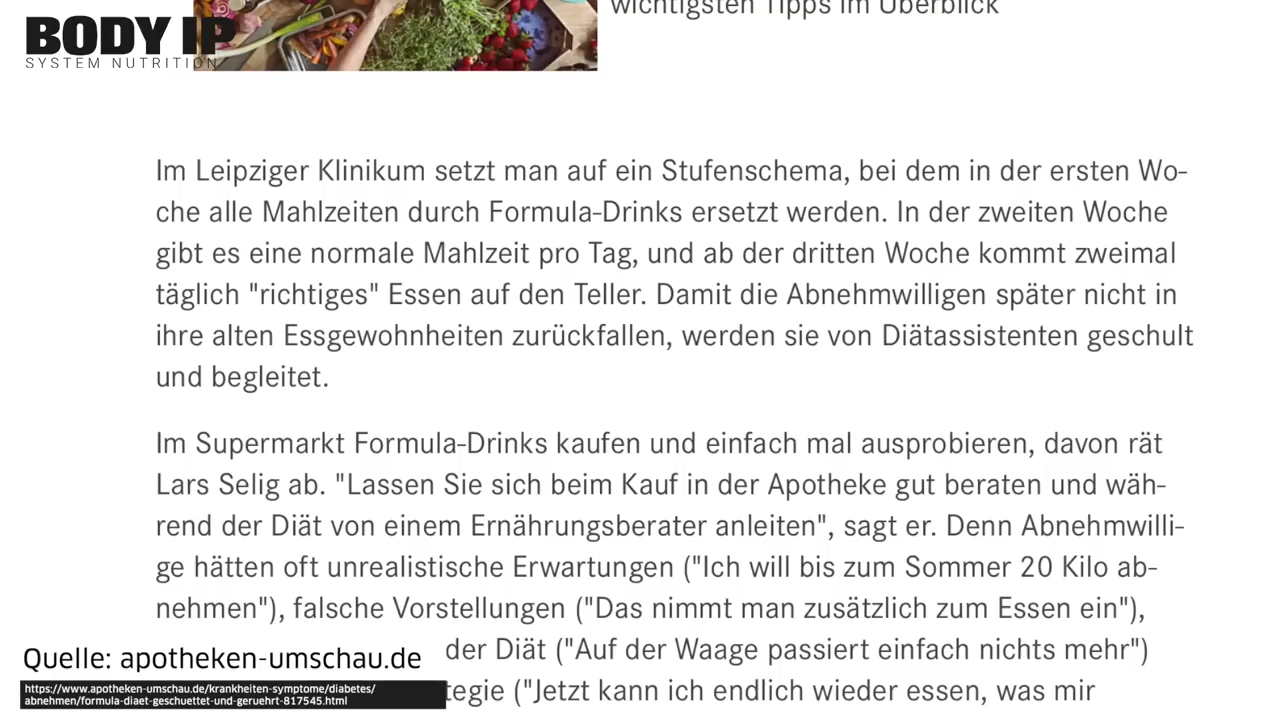 wichtigsten Tipps im Überblick
BODY IP
SYSTEM NUTRITION
Im Leipziger Klinikum setzt man auf ein Stufenschema, bei dem in der ersten Wo-
che alle Mahlzeiten durch Formula-Drinks ersetzt werden. In der zweiten Woche
gibt es eine normale Mahlzeit pro Tag, und ab der dritten Woche kommt zweimal
täglich "richtiges" Essen auf den Teller. Damit die Abnehmwilligen später nicht in
ihre alten Essgewohnheiten zurückfallen, werden sie von Diätassistenten geschult
und begleitet.
Im Supermarkt Formula-Drinks kaufen und einfach mal ausprobieren, davon rät
Lars Selig ab. "Lassen Sie sich beim Kauf in der Apotheke gut beraten und wäh-
rend der Diät von einem Ernährungsberater anleiten", sagt er. Denn Abnehmwilli-
ge hätten oft unrealistische Erwartungen ("Ich will bis zum Sommer 20 Kilo ab-
nehmen"), falsche Vorstellungen ("Das nimmt man zusätzlich zum Essen ein"),
der Diät ("Auf der Waage passiert einfach nichts mehr")
tegie ("Jetzt kann ich endlich wieder essen, was mir
Quelle: apotheken-umschau.de
https://www.apotheken-umschau.de/krankheiten-symptome/diabetes/
abnehmen/formula-diaet-geschuettet-und-geruehrt-817545.html